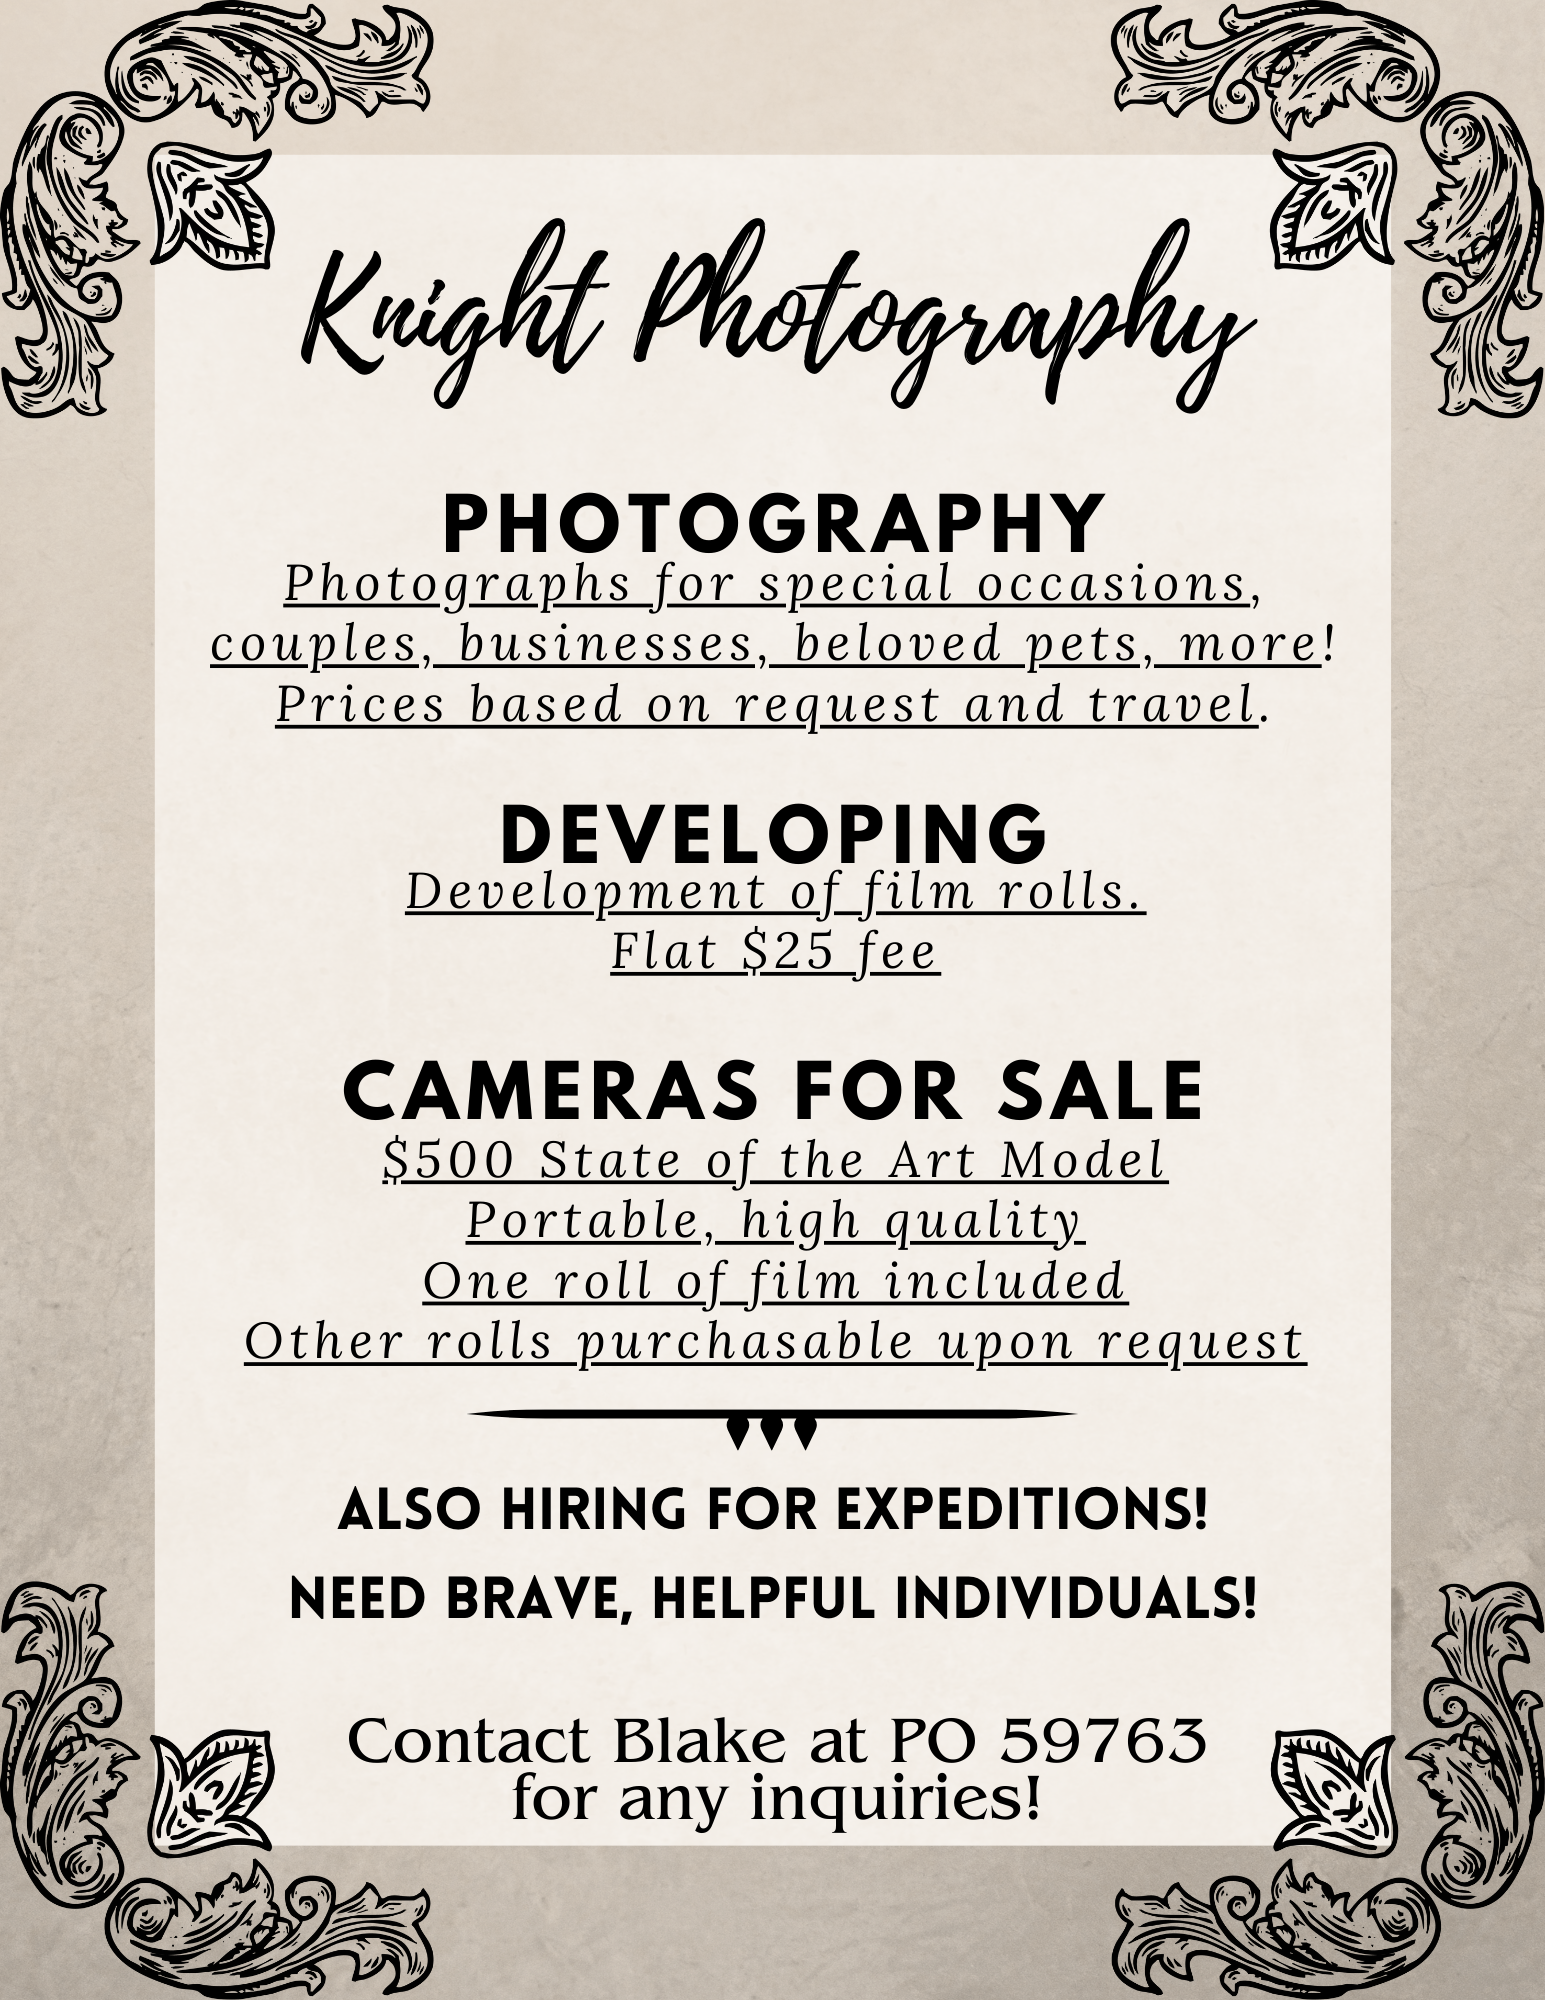 Knight Photography
PHOTOGRAPHY
Photographs for special occasions,
couples, businesses, beloved pets, more!
Prices based on request and travel.
DEVELOPING
Development of film rolls.
Flat $25 fee
CAMERAS FOR SALE
$500 State of the Art Model
Portable, high quality
One roll of film included
Other rolls purchasable upon request
ALSO HIRING FOR EXPEDITIONS!
NEED BRAVE, HELPFUL INDIVIDUALS!
Contact Blake at PO 59763
for any inquiries!